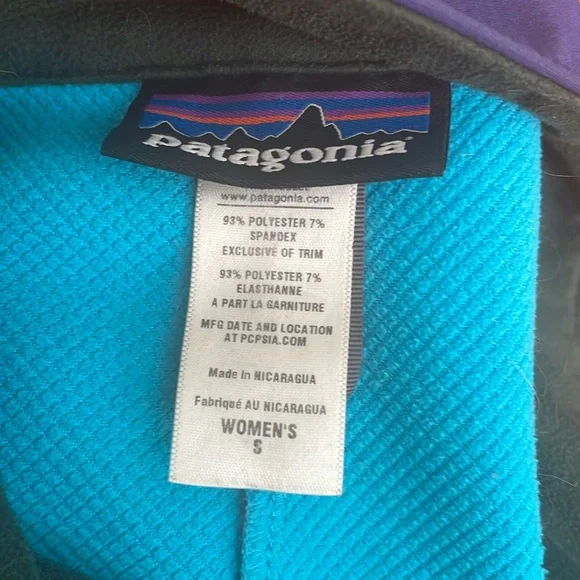 patagonia
www.patagonia.com
93% POLYESTER 7%
SPANDEX
EXCLUSIVE OF TRIM
93% POLYESTER 7%
ELASTHANNE
A PART LA GARNITURE
MFG DATE AND LOCATION
AT PCPSIA.COM
Made in NICARAGUA
Fabriqué AU NICARAGUA
WOMEN'S
S